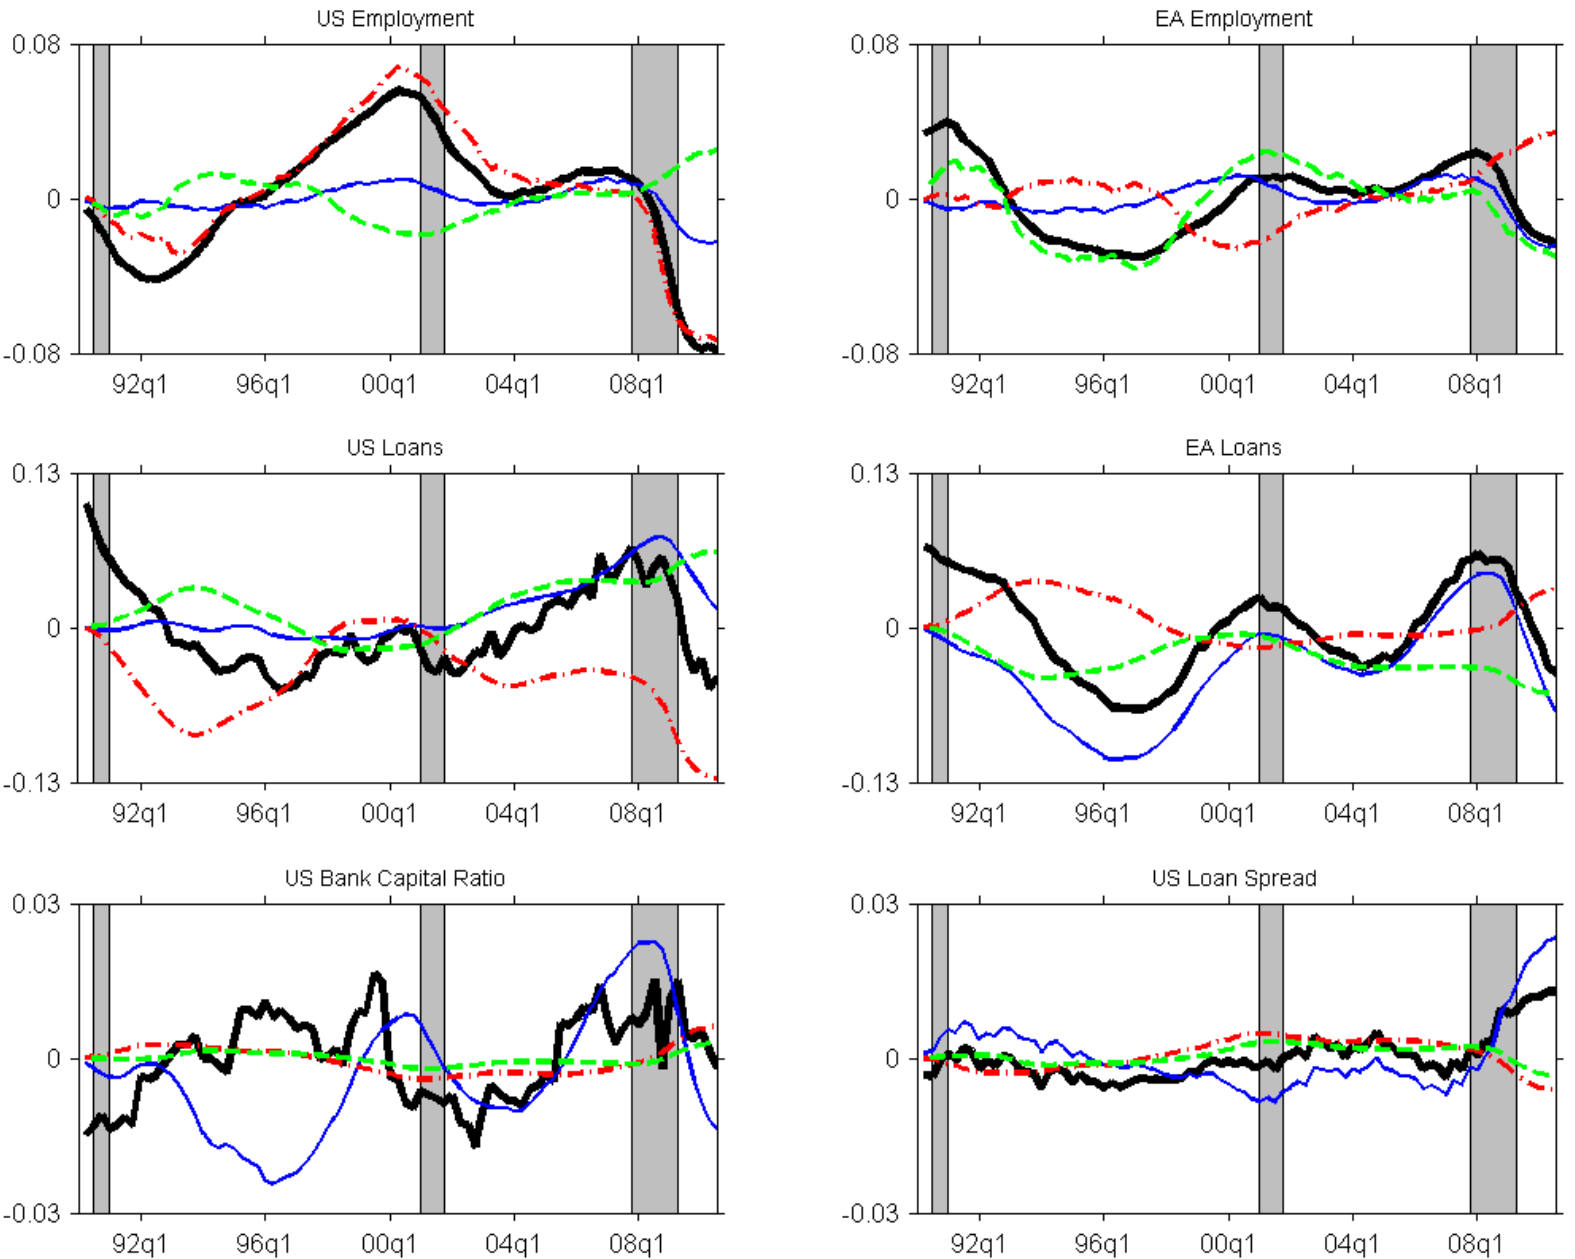 US Employment
0.08
0
-0.08
92q1 96q1 00q1 04q1 08q1
EA Employment
0.08
0
-0.08
92q1 96q1 00q1 04q1 08q1
US Loans
0.13
0
-0.13
92q1 96q1 00q1 04q1 08q1
EA Loans
0.13
0
-0.13
92q1 96q1 00q1 04q1 08q1
US Bank Capital Ratio
0.03
0
-0.03
92q1 96q1 00q1 04q1 08q1
US Loan Spread
0.03
0
-0.03
92q1 96q1 00q1 04q1 08q1